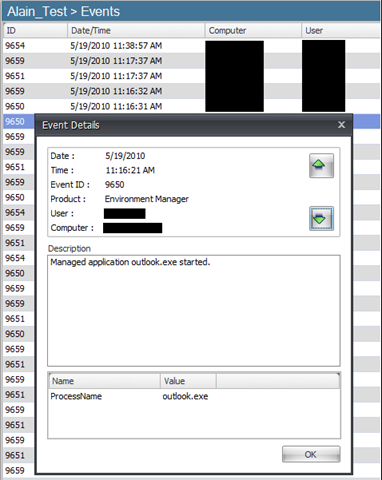 Alain_Test > Events
ID Date/Time Computer User
9654 5/19/2010 11:38:57 AM
9659 5/19/2010 11:17:37 AM
9651 5/19/2010 11:17:37 AM
9659 5/19/2010 11:16:32 AM
9650 5/19/2010 11:16:31 AM
9650
Event Details X
9659
9659
Date : 5/19/2010
9651
Time : 11:16:21 AM
9659
Event ID : 9650
9650
Product : Environment Manager
9654
User :
9659
Computer :
9651
Description
9654
Managed application outlook.exe started.
9650
9659
9659
9651
9659
9651
Name Value
9659
ProcessName outlook.exe
9651
9659
9659
9651
OK
9659